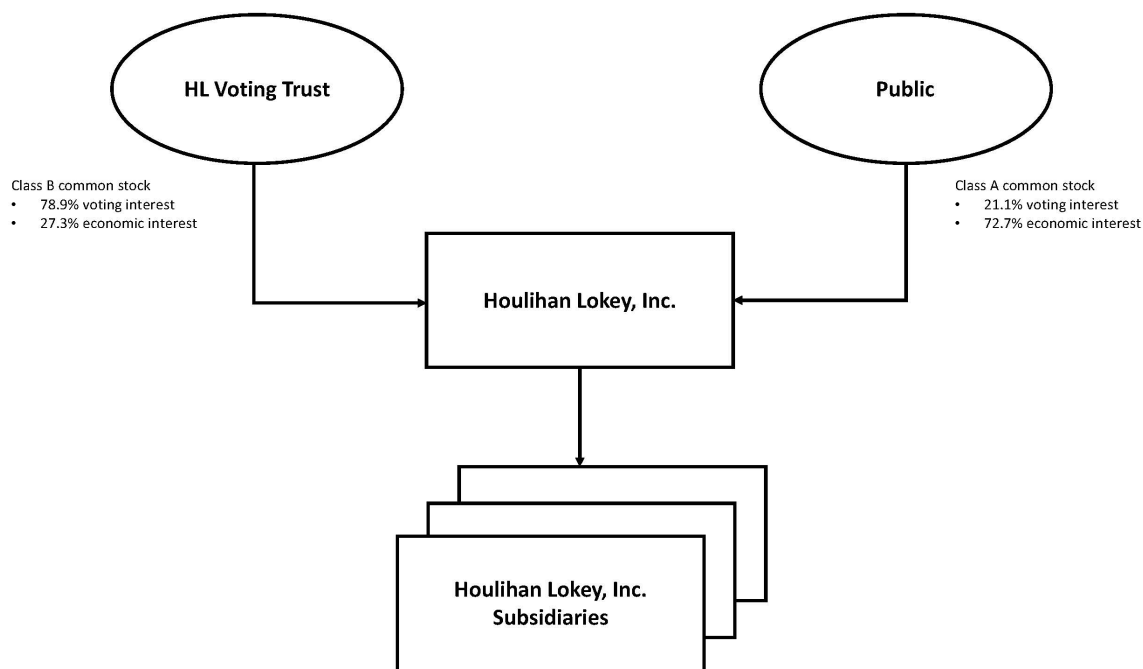 HL Voting Trust
Public
Class B common stock
• 78.9% voting interest
• 27.3% economic interest
Class A common stock
• 21.1% voting interest
• 72.7% economic interest
Houlihan Lokey, Inc.
Houlihan Lokey, Inc.
Subsidiaries